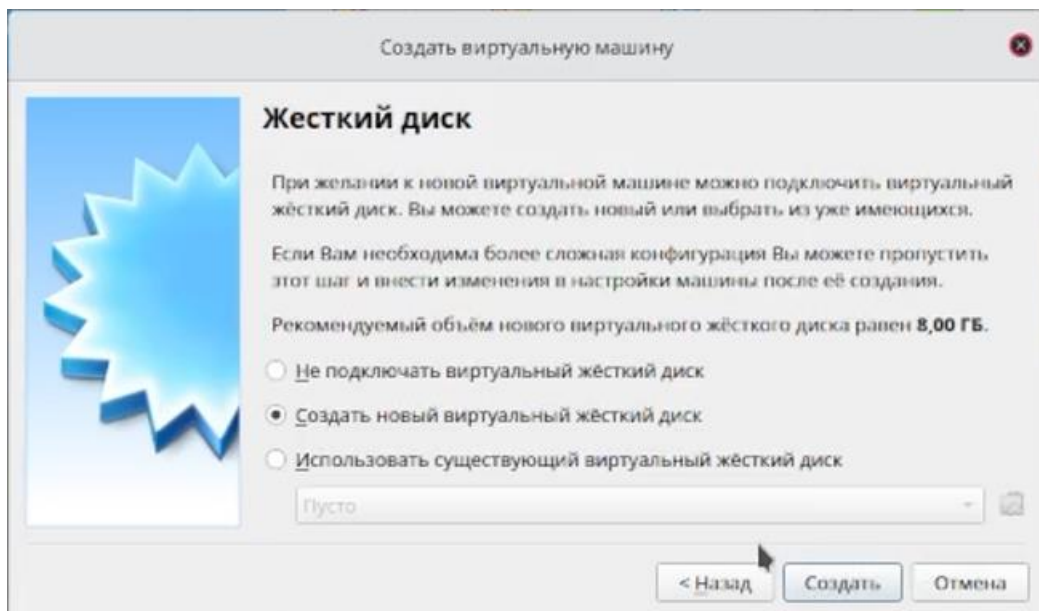 Создать виртуальную машину
Жесткий диск
При желании к новой виртуальной машине можно подключить виртуальный
жёсткий диск. Вы можете создать новый или выбрать из уже имеющихся.
Если Вам необходима более сложная конфигурация Вы можете пропустить
этот шаг и внести изменения в настройки машины после её создания.
Рекомендуемый объём нового виртуального жёсткого диска равен 8,00 ГБ.
Не подключать виртуальный жёсткий диск
Создать новый виртуальный жёсткий диск
Использовать существующий виртуальный жёсткий диск
Пусто
< Назад Создать Отмена